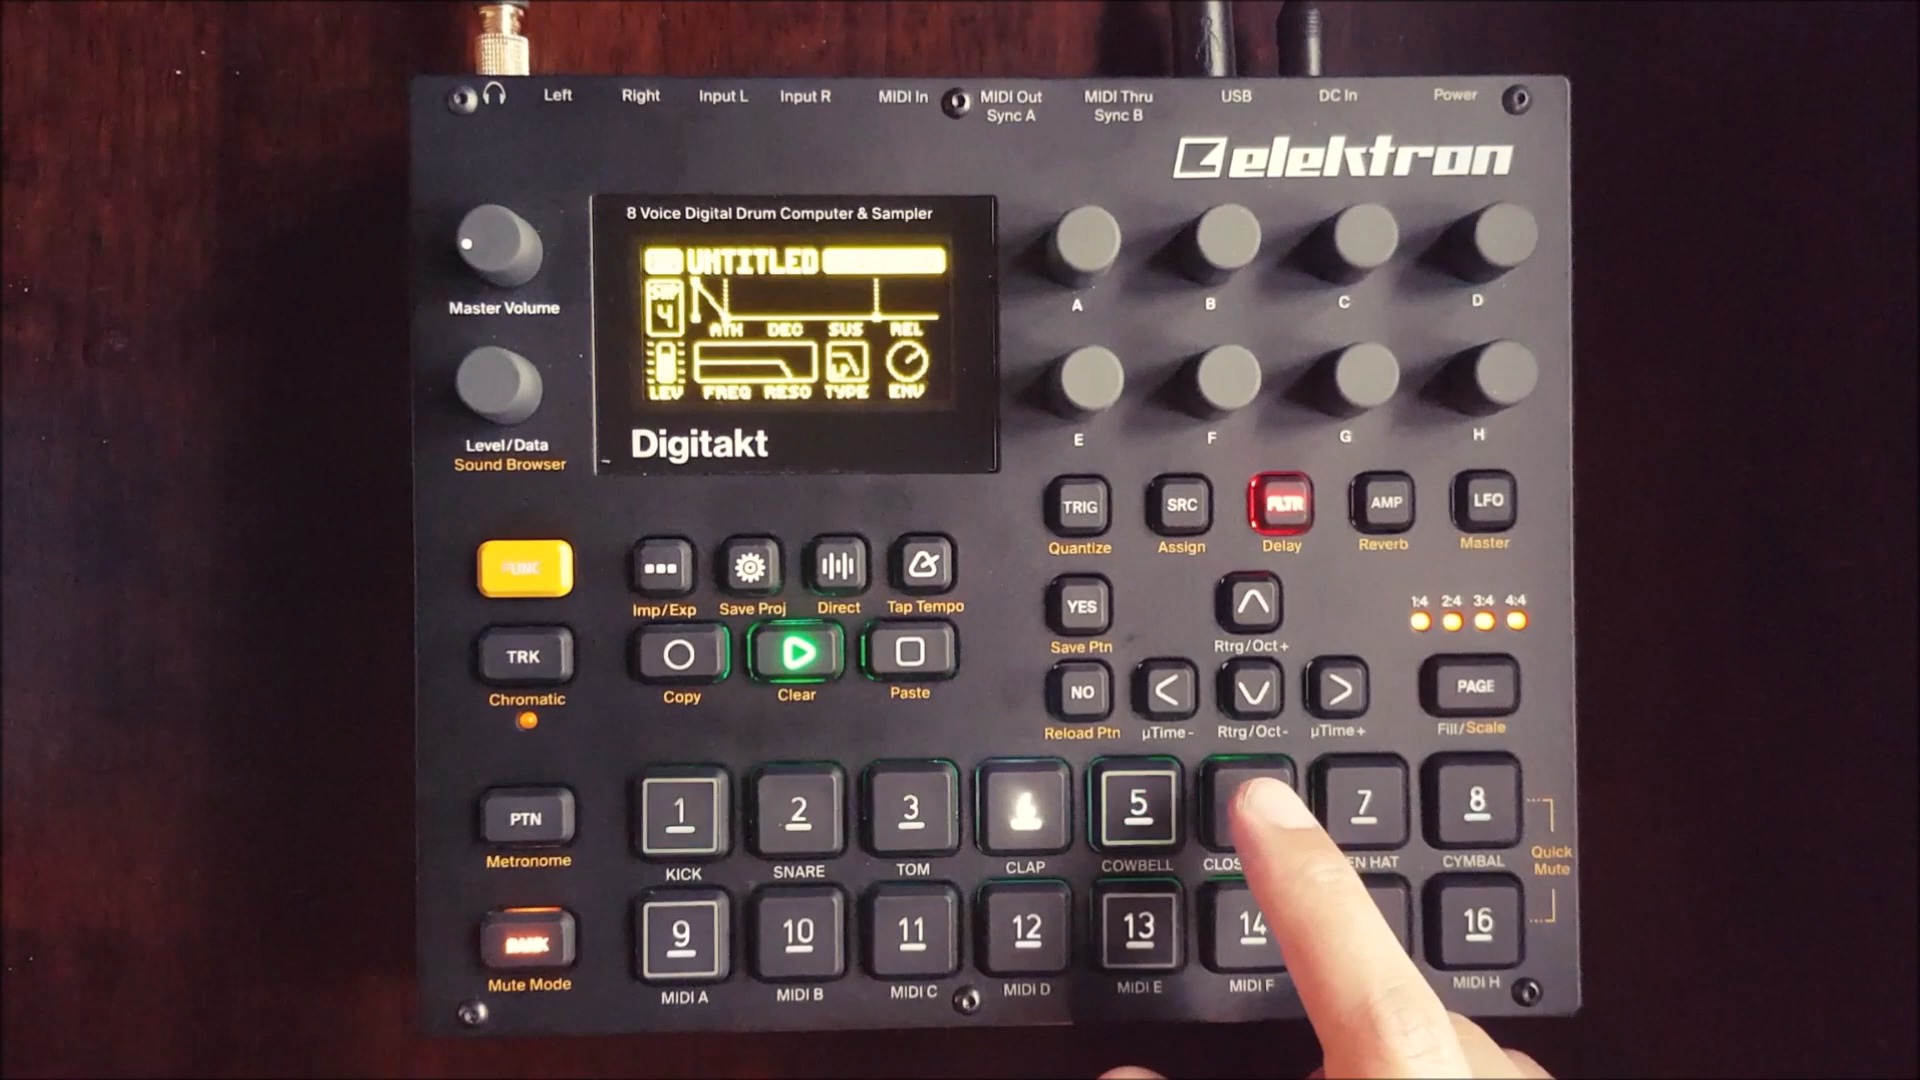 Left Right Input L Input R MIDI In MIDI Out MIDI Thru USB DC In Power
Sync A Sync B
elektron
8 Voice Digital Drum Computer & Sampler
UNTITLED
4
ATK DEC SUS REL
LEV FREQ RESO TYPE ENV
Digitakt
Master Volume
Level/Data
Sound Browser
A B C D
E F G H
TRIG SRC FLTR AMP LFO
Quantize Assign Delay Reverb Master
FUNC
Imp/Exp Save Proj Direct Tap Tempo
YES
Save Ptn
Rtrg/Oct+
1:4 2:4 3:4 4:4
TRK
Chromatic
Copy Clear Paste
NO
Reload Ptn µTime- Rtrg/Oct- µTime+
PAGE
Fill/Scale
PTN
Metronome
1 2 3 5 7 8
KICK SNARE TOM CLAP COWBELL CLOS EN HAT CYMBAL
Quick
Mute
BANK
Mute Mode
9 10 11 12 13 14 16
MIDI A MIDI B MIDI C MIDI D MIDI E MIDI F MIDI H